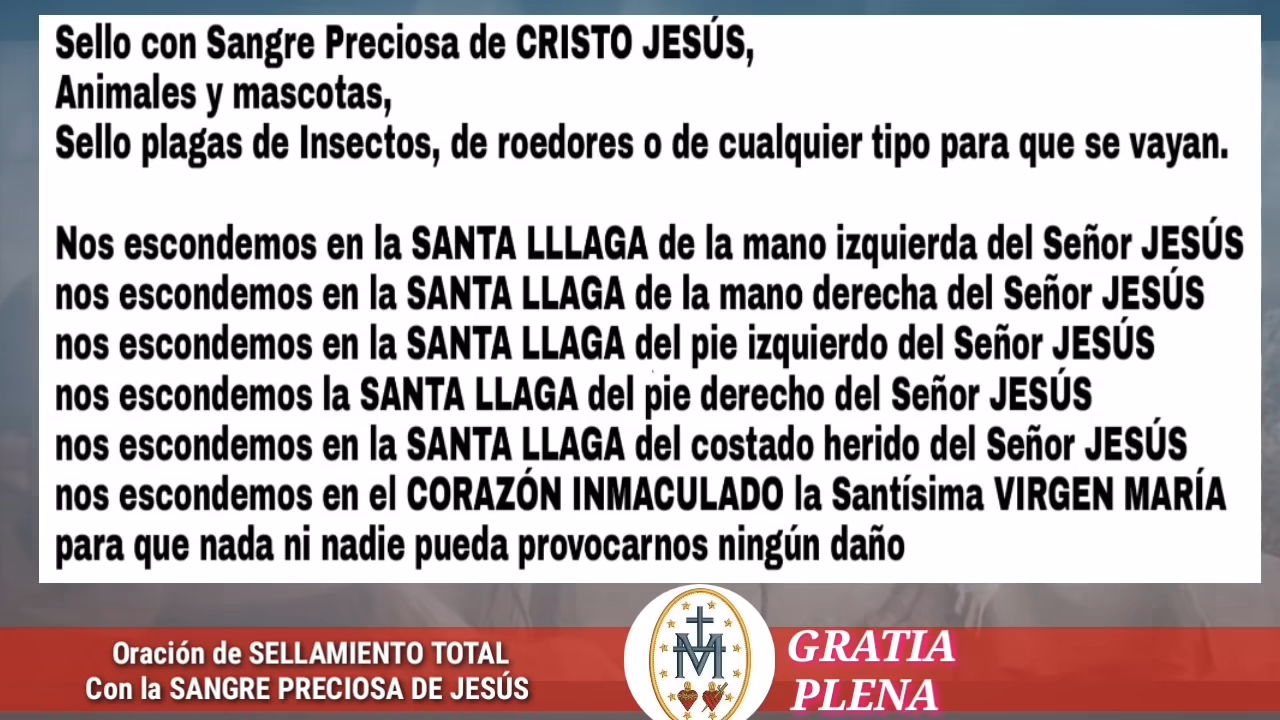 Sello con Sangre Preciosa de CRISTO JESÚS,
Animales y mascotas,
Sello plagas de Insectos, de roedores o de cualquier tipo para que se vayan.
Nos escondemos en la SANTA LLLAGA de la mano izquierda del Señor JESÚS
nos escondemos en la SANTA LLAGA de la mano derecha del Señor JESÚS
nos escondemos en la SANTA LLAGA del pie izquierdo del Señor JESÚS
nos escondemos la SANTA LLAGA del pie derecho del Señor JESÚS
nos escondemos en la SANTA LLAGA del costado herido del Señor JESÚS
nos escondemos en el CORAZÓN INMACULADO la Santísima VIRGEN MARÍA
para que nada ni nadie pueda provocarnos ningún daño
Oración de SELLAMIENTO TOTAL
Con la SANGRE PRECIOSA DE JESÚS
M
GRATIA
PLENA